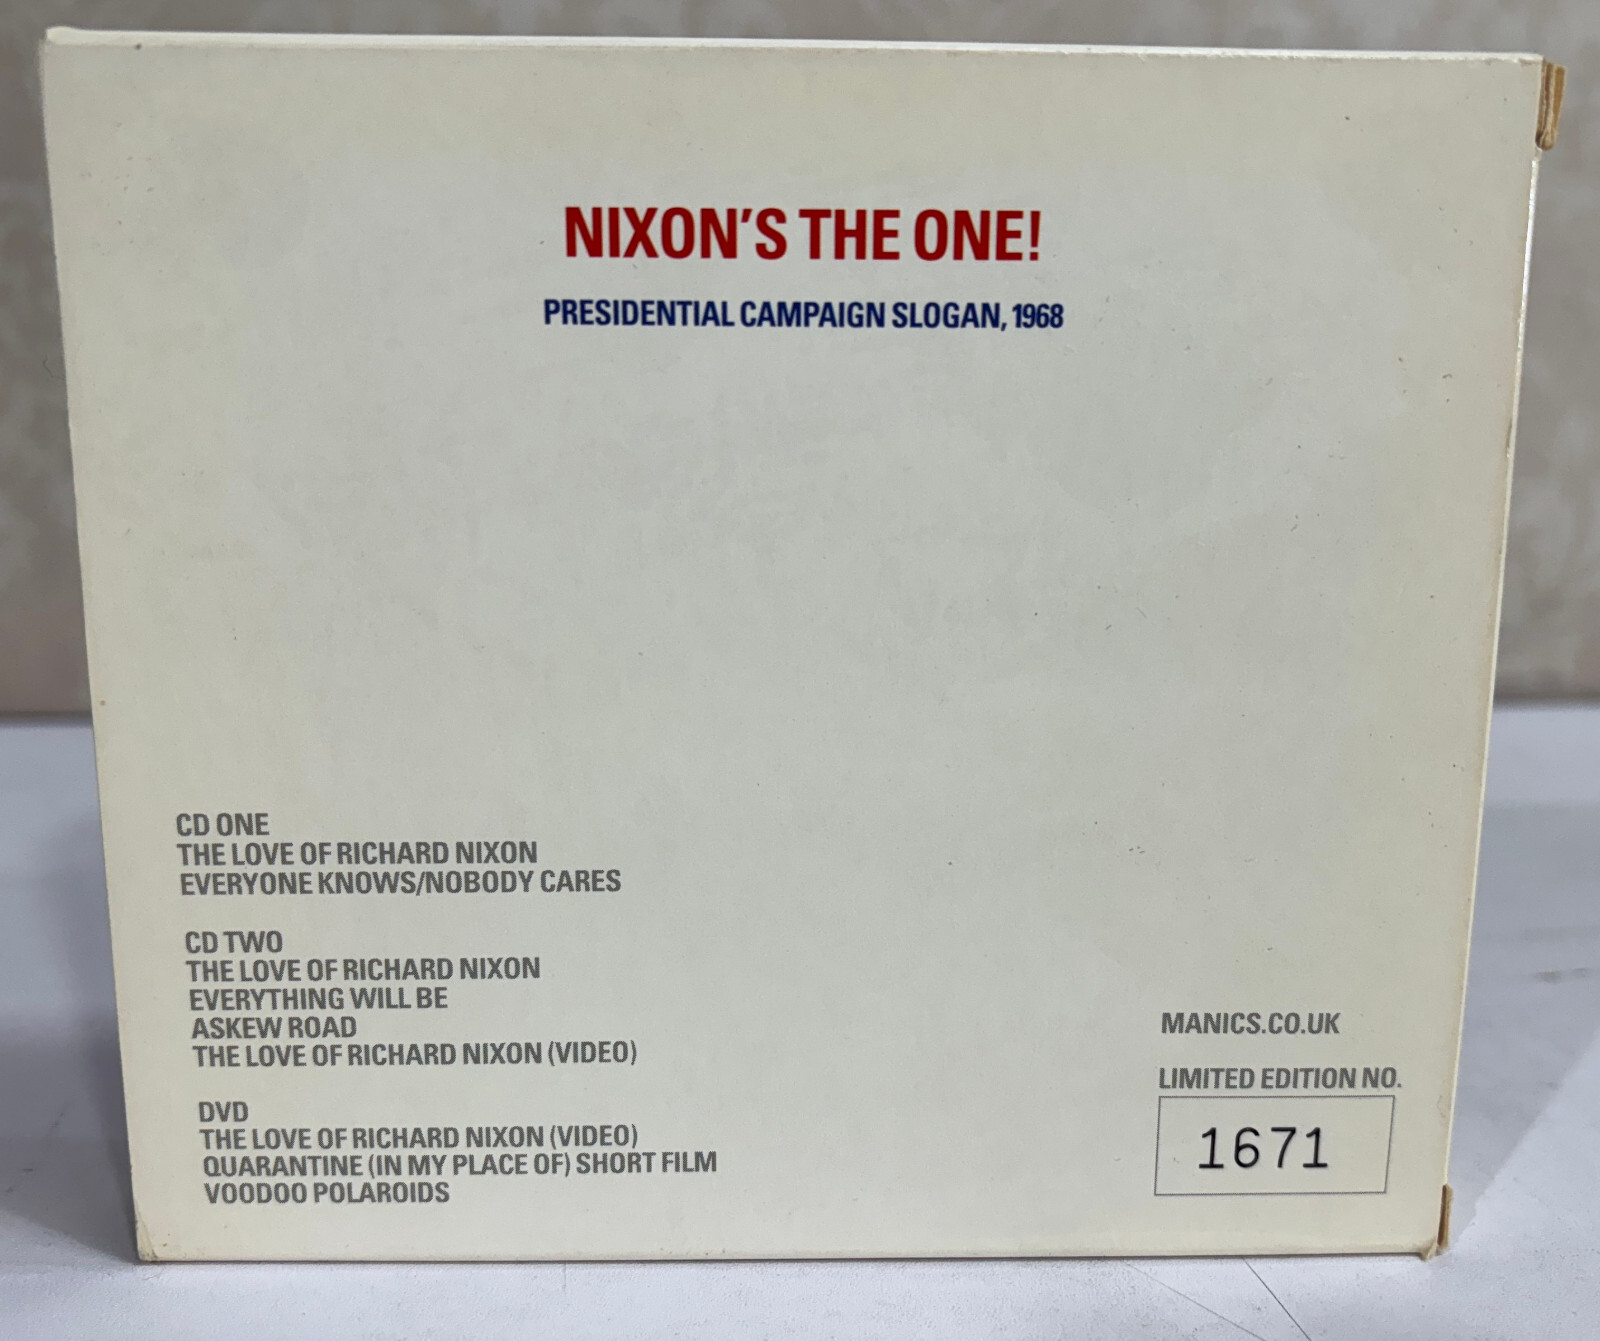 NIXON'S THE ONE!
PRESIDENTIAL CAMPAIGN SLOGAN, 1968
CD ONE
THE LOVE OF RICHARD NIXON
EVERYONE KNOWS/NOBODY CARES
CD TWO
THE LOVE OF RICHARD NIXON
EVERYTHING WILL BE
ASKEW ROAD
THE LOVE OF RICHARD NIXON (VIDEO)
DVD
THE LOVE OF RICHARD NIXON (VIDEO)
QUARANTINE (IN MY PLACE OF) SHORT FILM
VOODOO POLAROIDS
MANICS.CO.UK
LIMITED EDITION NO.
1671